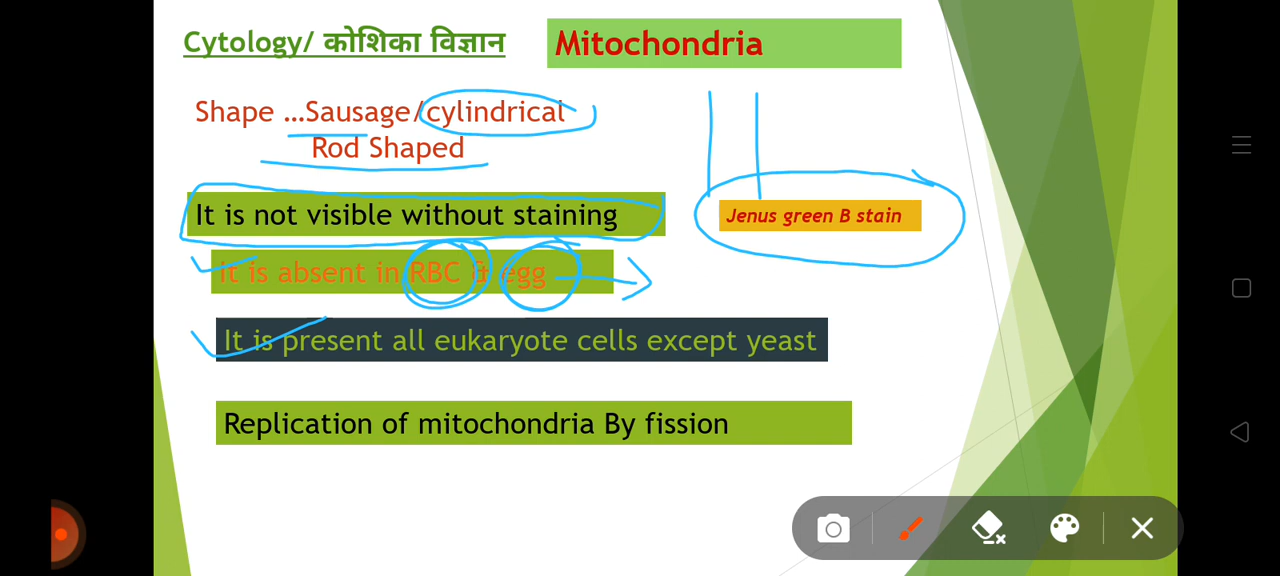 Cytology/ कोशिका विज्ञान
Mitochondria
Shape ...Sausage/cylindrical
Rod Shaped
It is not visible without staining
Jenus green B stain
It is absent in RBC & egg
It is present all eukaryote cells except yeast
Replication of mitochondria By fission